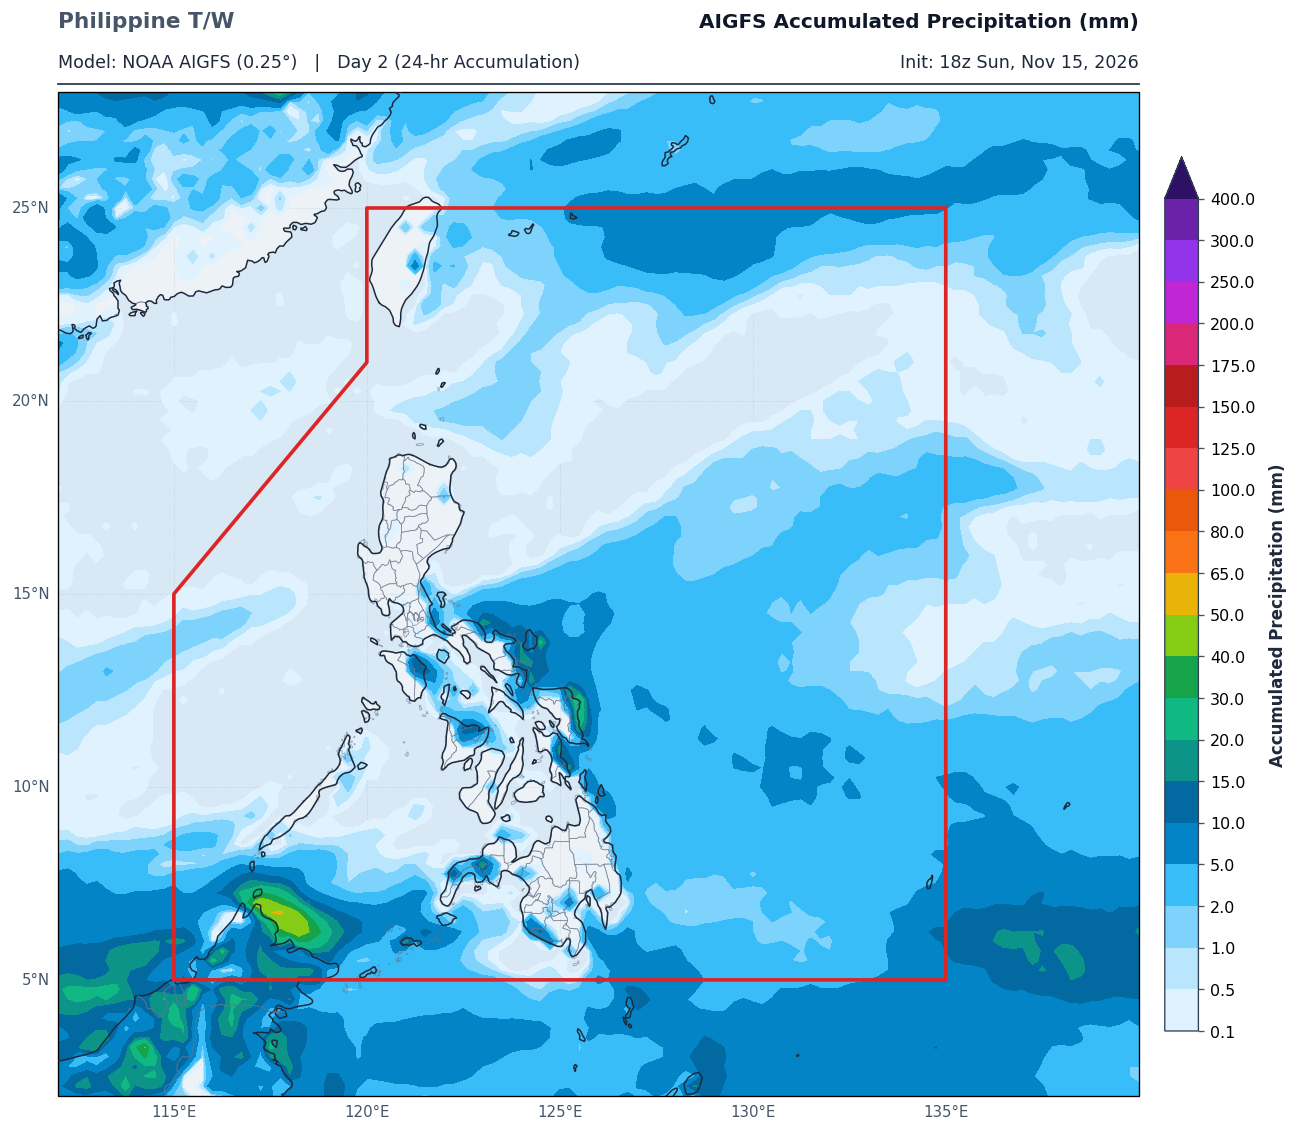 Philippine T/W
AIGFS Accumulated Precipitation (mm)
Model: NOAA AIGFS (0.25°)   |   Day 2 (24-hr Accumulation)
Init: 18z Sun, Nov 15, 2026
25°N
20°N
15°N
10°N
5°N
115°E
120°E
125°E
130°E
135°E
400.0
300.0
250.0
200.0
175.0
150.0
125.0
100.0
80.0
65.0
50.0
40.0
30.0
20.0
15.0
10.0
5.0
2.0
1.0
0.5
0.1
Accumulated Precipitation (mm)